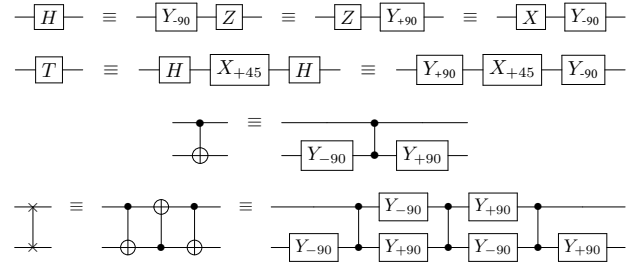 H ≡ Y-90 Z ≡ Z Y+90 ≡ X Y-90
T ≡ H X+45 H ≡ Y+90 X+45 Y-90
≡
Y-90 Y+90
≡ ≡ Y-90 Y+90
Y-90 Y+90 Y-90 Y+90